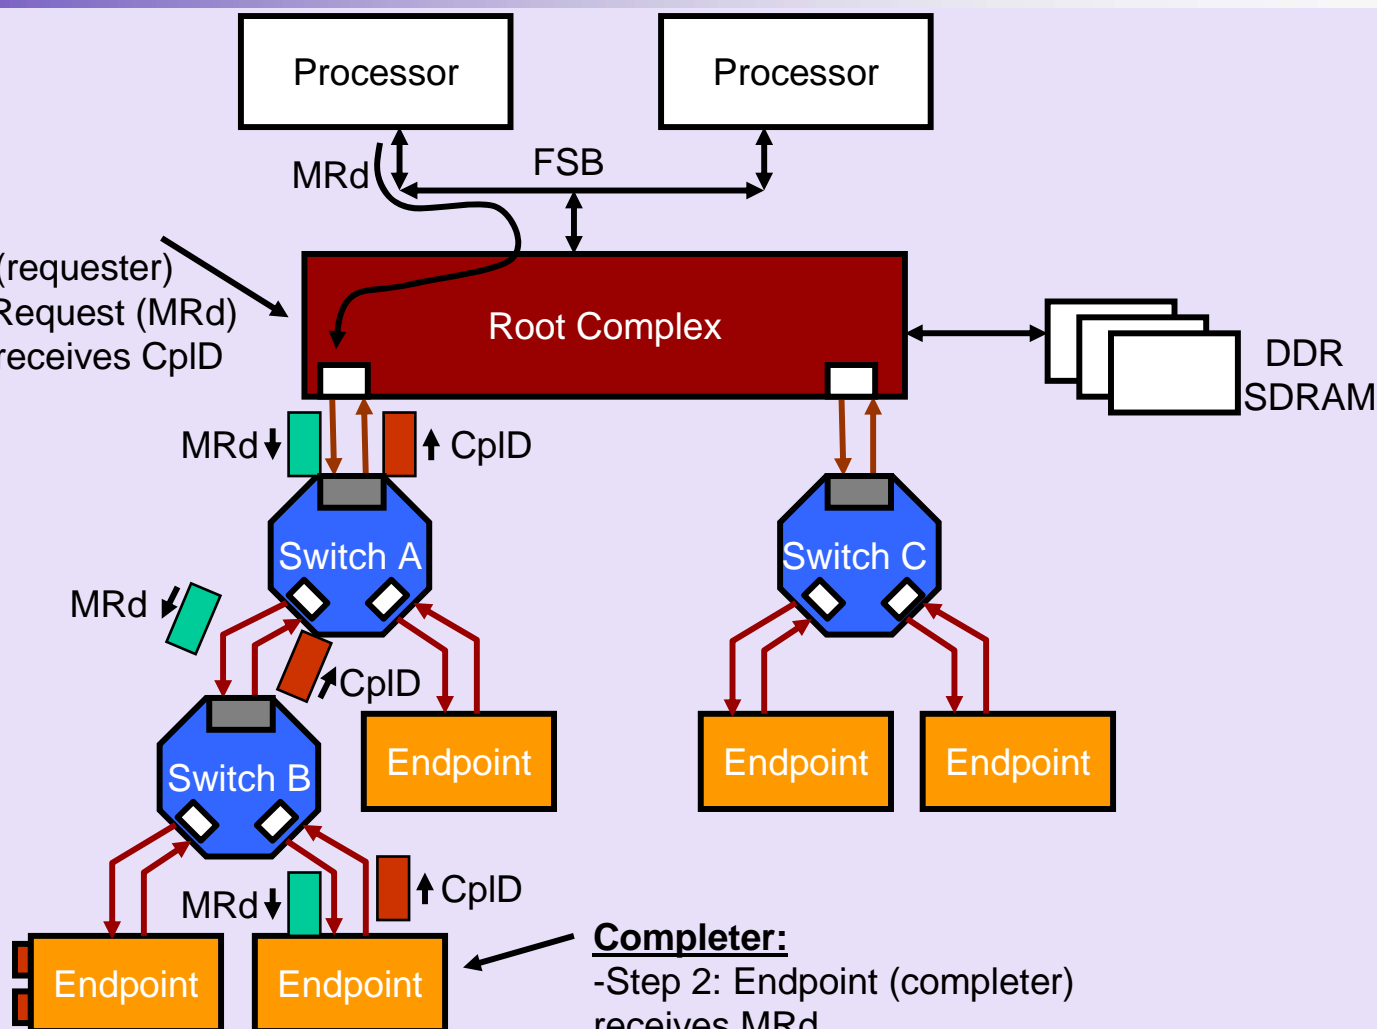 Processor
Processor
MRd
FSB
(requester)
Request (MRd)
receives CplD
Root Complex
DDR
SDRAM
MRd
CplD
Switch A
Switch C
MRd
CplD
Endpoint
Endpoint
Endpoint
Switch B
MRd
CplD
Endpoint
Endpoint
Completer:
-Step 2: Endpoint (completer)
receives MRd